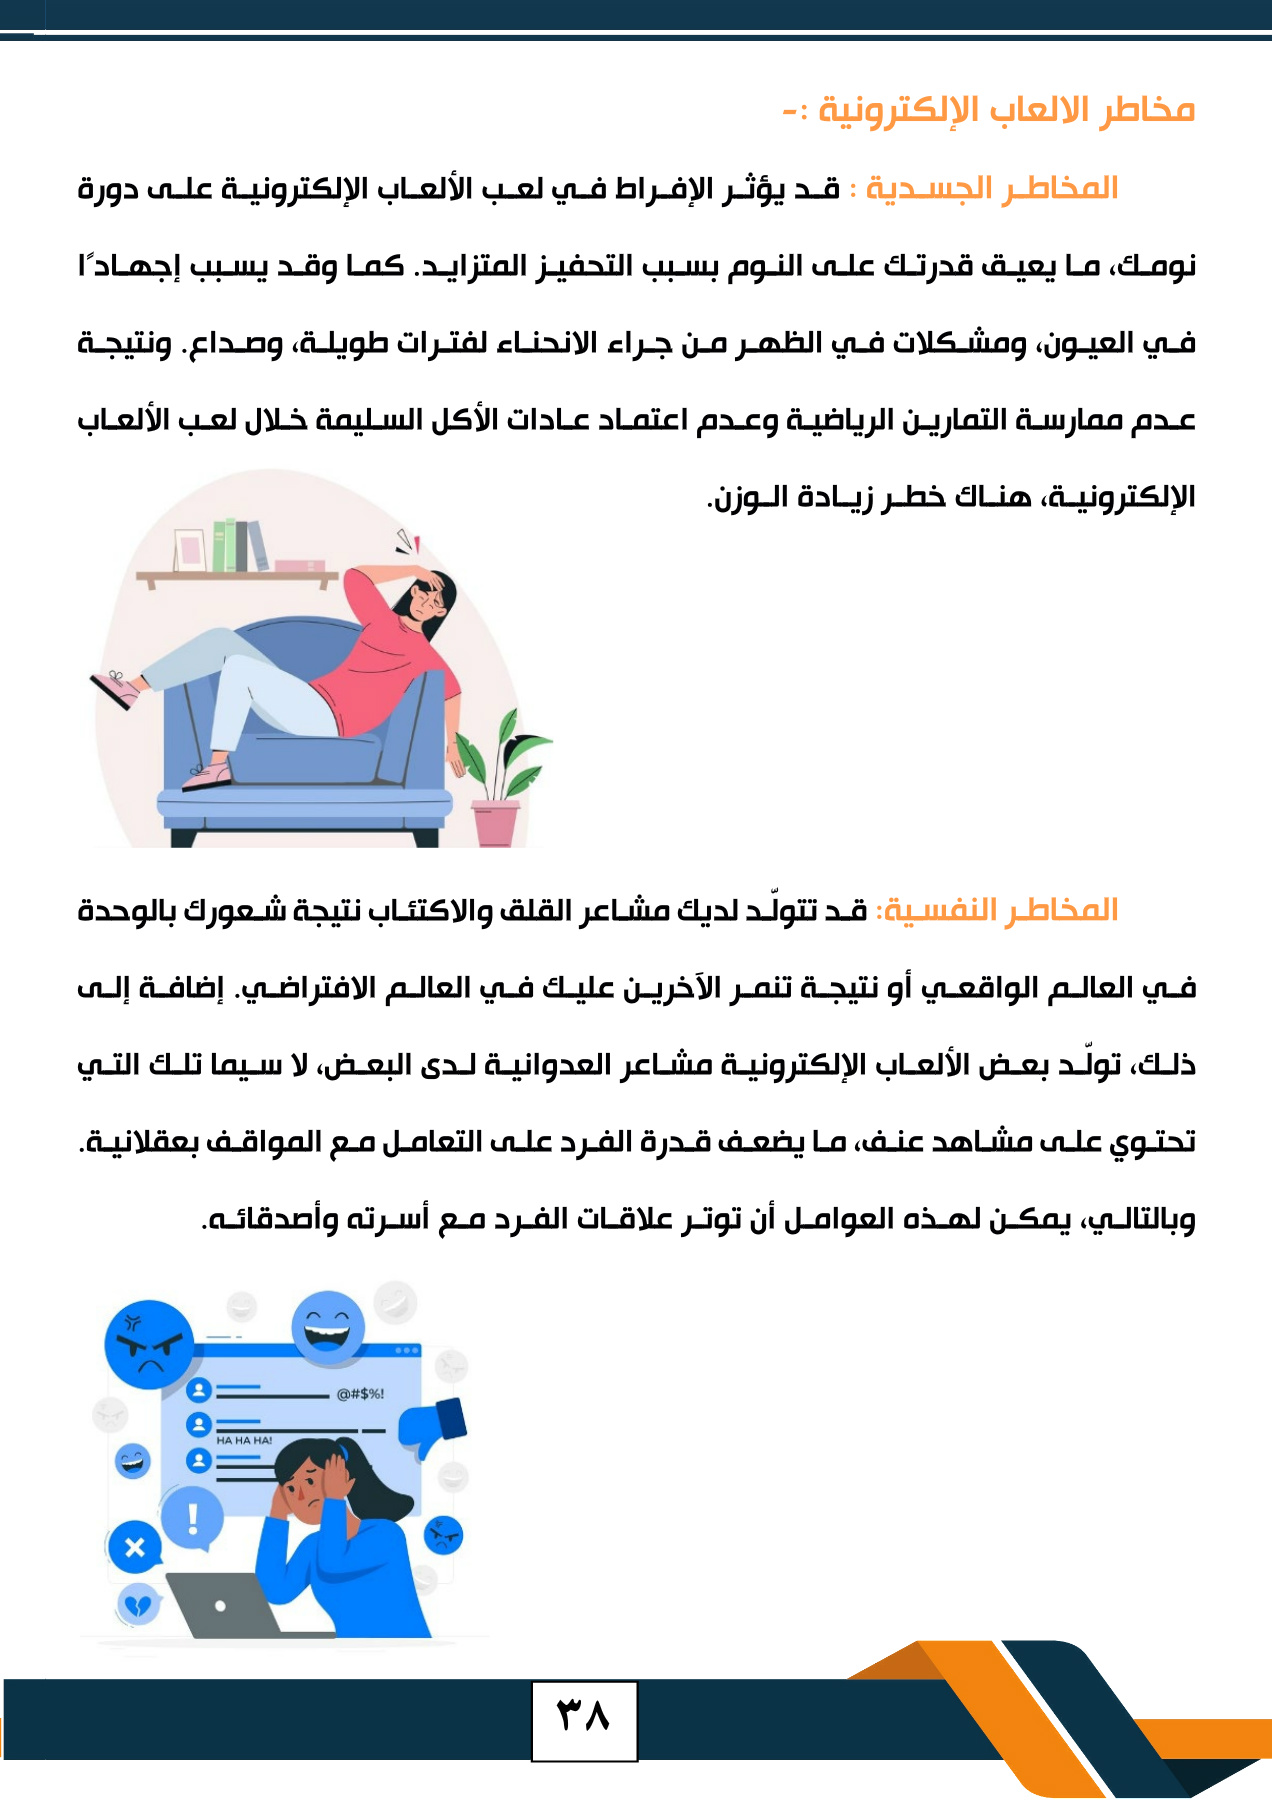 مخاطر الالعاب الإلكترونية :-
المخاطر الجسدية : قد يؤثر الإفراط في لعب الألعاب الإلكترونية على دورة
نومك، ما يعيق قدرتك على النوم بسبب التحفيز المتزايد. كما وقد يسبب إجهادًا
في العيون، ومشكلات في الظهر من جراء الانحناء لفترات طويلة، وصداع. ونتيجة
عدم ممارسة التمارين الرياضية وعدم اعتماد عادات الأكل السليمة خلال لعب الألعاب
الإلكترونية، هناك خطر زيادة الوزن.
المخاطر النفسية: قد تتولّد لديك مشاعر القلق والاكتئاب نتيجة شعورك بالوحدة
في العالم الواقعي أو نتيجة تنمر الآخرين عليك في العالم الافتراضي. إضافة إلى
ذلك، تولّد بعض الألعاب الإلكترونية مشاعر العدوانية لدى البعض، لا سيما تلك التي
تحتوي على مشاهد عنف، ما يضعف قدرة الفرد على التعامل مع المواقف بعقلانية.
وبالتالي، يمكن لهذه العوامل أن توتر علاقات الفرد مع أسرته وأصدقائه.
@#$%!
HA HA HA!
!
٣٨